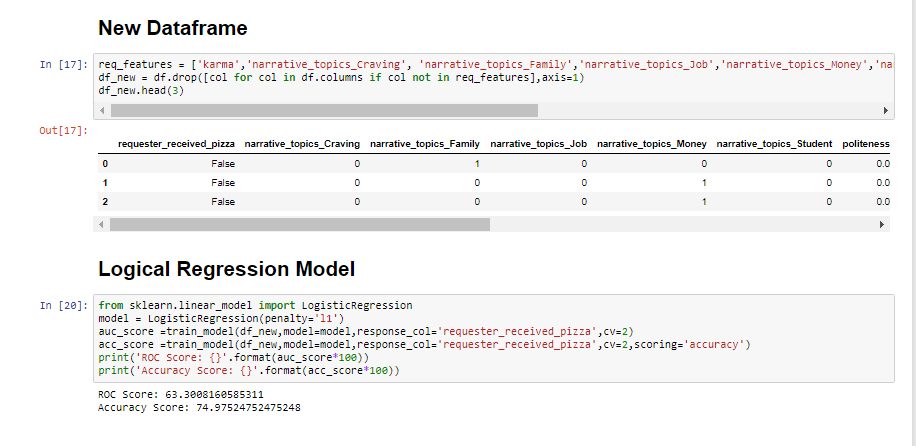 New Dataframe
In [17]: req_features = ['karma','narrative_topics_Craving', 'narrative_topics_Family','narrative_topics_Job','narrative_topics_Money','na
df_new = df.drop([col for col in df.columns if col not in req_features],axis=1)
df_new.head(3)
Out[17]:
requester_received_pizza narrative_topics_Craving narrative_topics_Family narrative_topics_Job narrative_topics_Money narrative_topics_Student politeness
0 False 0 1 0 0 0 0.0
1 False 0 0 0 1 0 0.0
2 False 0 0 0 1 0 0.0
Logical Regression Model
In [20]: from sklearn.linear_model import LogisticRegression
model = LogisticRegression(penalty='l1')
auc_score =train_model(df_new,model=model,response_col='requester_received_pizza',cv=2)
acc_score =train_model(df_new,model=model,response_col='requester_received_pizza',cv=2,scoring='accuracy')
print('ROC Score: {}'.format(auc_score*100))
print('Accuracy Score: {}'.format(acc_score*100))
ROC Score: 63.3008160585311
Accuracy Score: 74.97524752475248